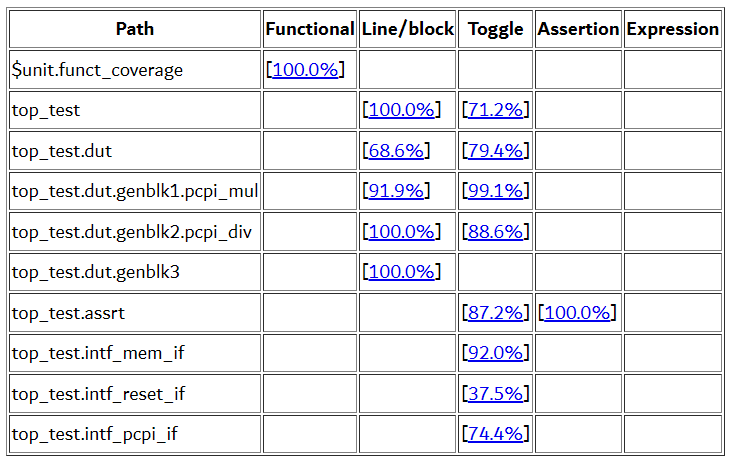 Path Functional Line/block Toggle Assertion Expression
$unit.funct_coverage [100.0%]
top_test [100.0%] [71.2%]
top_test.dut [68.6%] [79.4%]
top_test.dut.genblk1.pcpi_mul [91.9%] [99.1%]
top_test.dut.genblk2.pcpi_div [100.0%] [88.6%]
top_test.dut.genblk3 [100.0%]
top_test.assrt [87.2%] [100.0%]
top_test.intf_mem_if [92.0%]
top_test.intf_reset_if [37.5%]
top_test.intf_pcpi_if [74.4%]